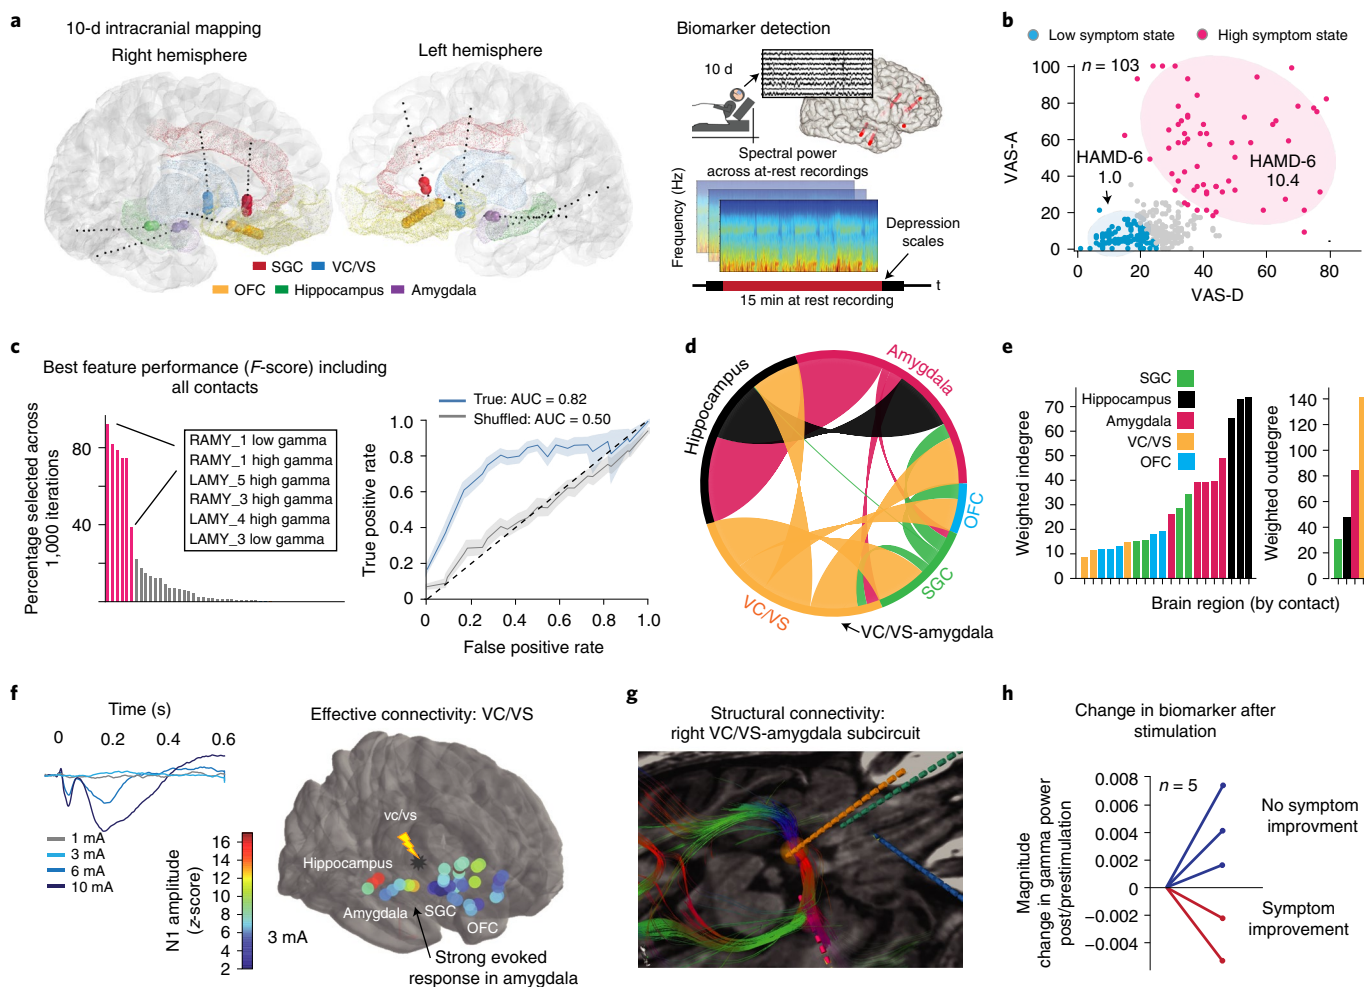 a
10-d intracranial mapping
Right hemisphere
Left hemisphere
SGC
VC/VS
OFC
Hippocampus
Amygdala
Biomarker detection
10 d
Spectral power
across at-rest recordings
Frequency (Hz)
Depression
scales
t
15 min at rest recording
b
Low symptom state
High symptom state
n = 103
VAS-A
100
80
60
40
20
0
HAMD-6
1.0
HAMD-6
10.4
0
20
40
60
80
VAS-D
c
Best feature performance (F-score) including
all contacts
Percentage selected across
1,000 iterations
80
40
RAMY_1 low gamma
RAMY_1 high gamma
LAMY_5 high gamma
RAMY_3 high gamma
LAMY_4 high gamma
LAMY_3 low gamma
True: AUC = 0.82
Shuffled: AUC = 0.50
True positive rate
1.0
0.8
0.6
0.4
0.2
0
0
0.2
0.4
0.6
0.8
1.0
False positive rate
d
Hippocampus
Amygdala
OFC
SGC
VC/VS
VC/VS-amygdala
e
SGC
Hippocampus
Amygdala
VC/VS
OFC
Weighted indegree
70
60
50
40
30
20
10
0
Weighted outdegree
140
120
100
80
60
40
20
0
Brain region (by contact)
f
Time (s)
0
0.2
0.4
0.6
1 mA
3 mA
6 mA
10 mA
Effective connectivity: VC/VS
vc/vs
Hippocampus
Amygdala
SGC
OFC
N1 amplitude
(z-score)
16
14
12
11
10
8
6
4
2
3 mA
Strong evoked
response in amygdala
g
Structural connectivity:
right VC/VS-amygdala subcircuit
h
Change in biomarker after
stimulation
Magnitude
change in gamma power
post/prestimulation
0.008
0.006
0.004
0.002
0
−0.002
−0.004
n = 5
No symptom
improvment
Symptom
improvement